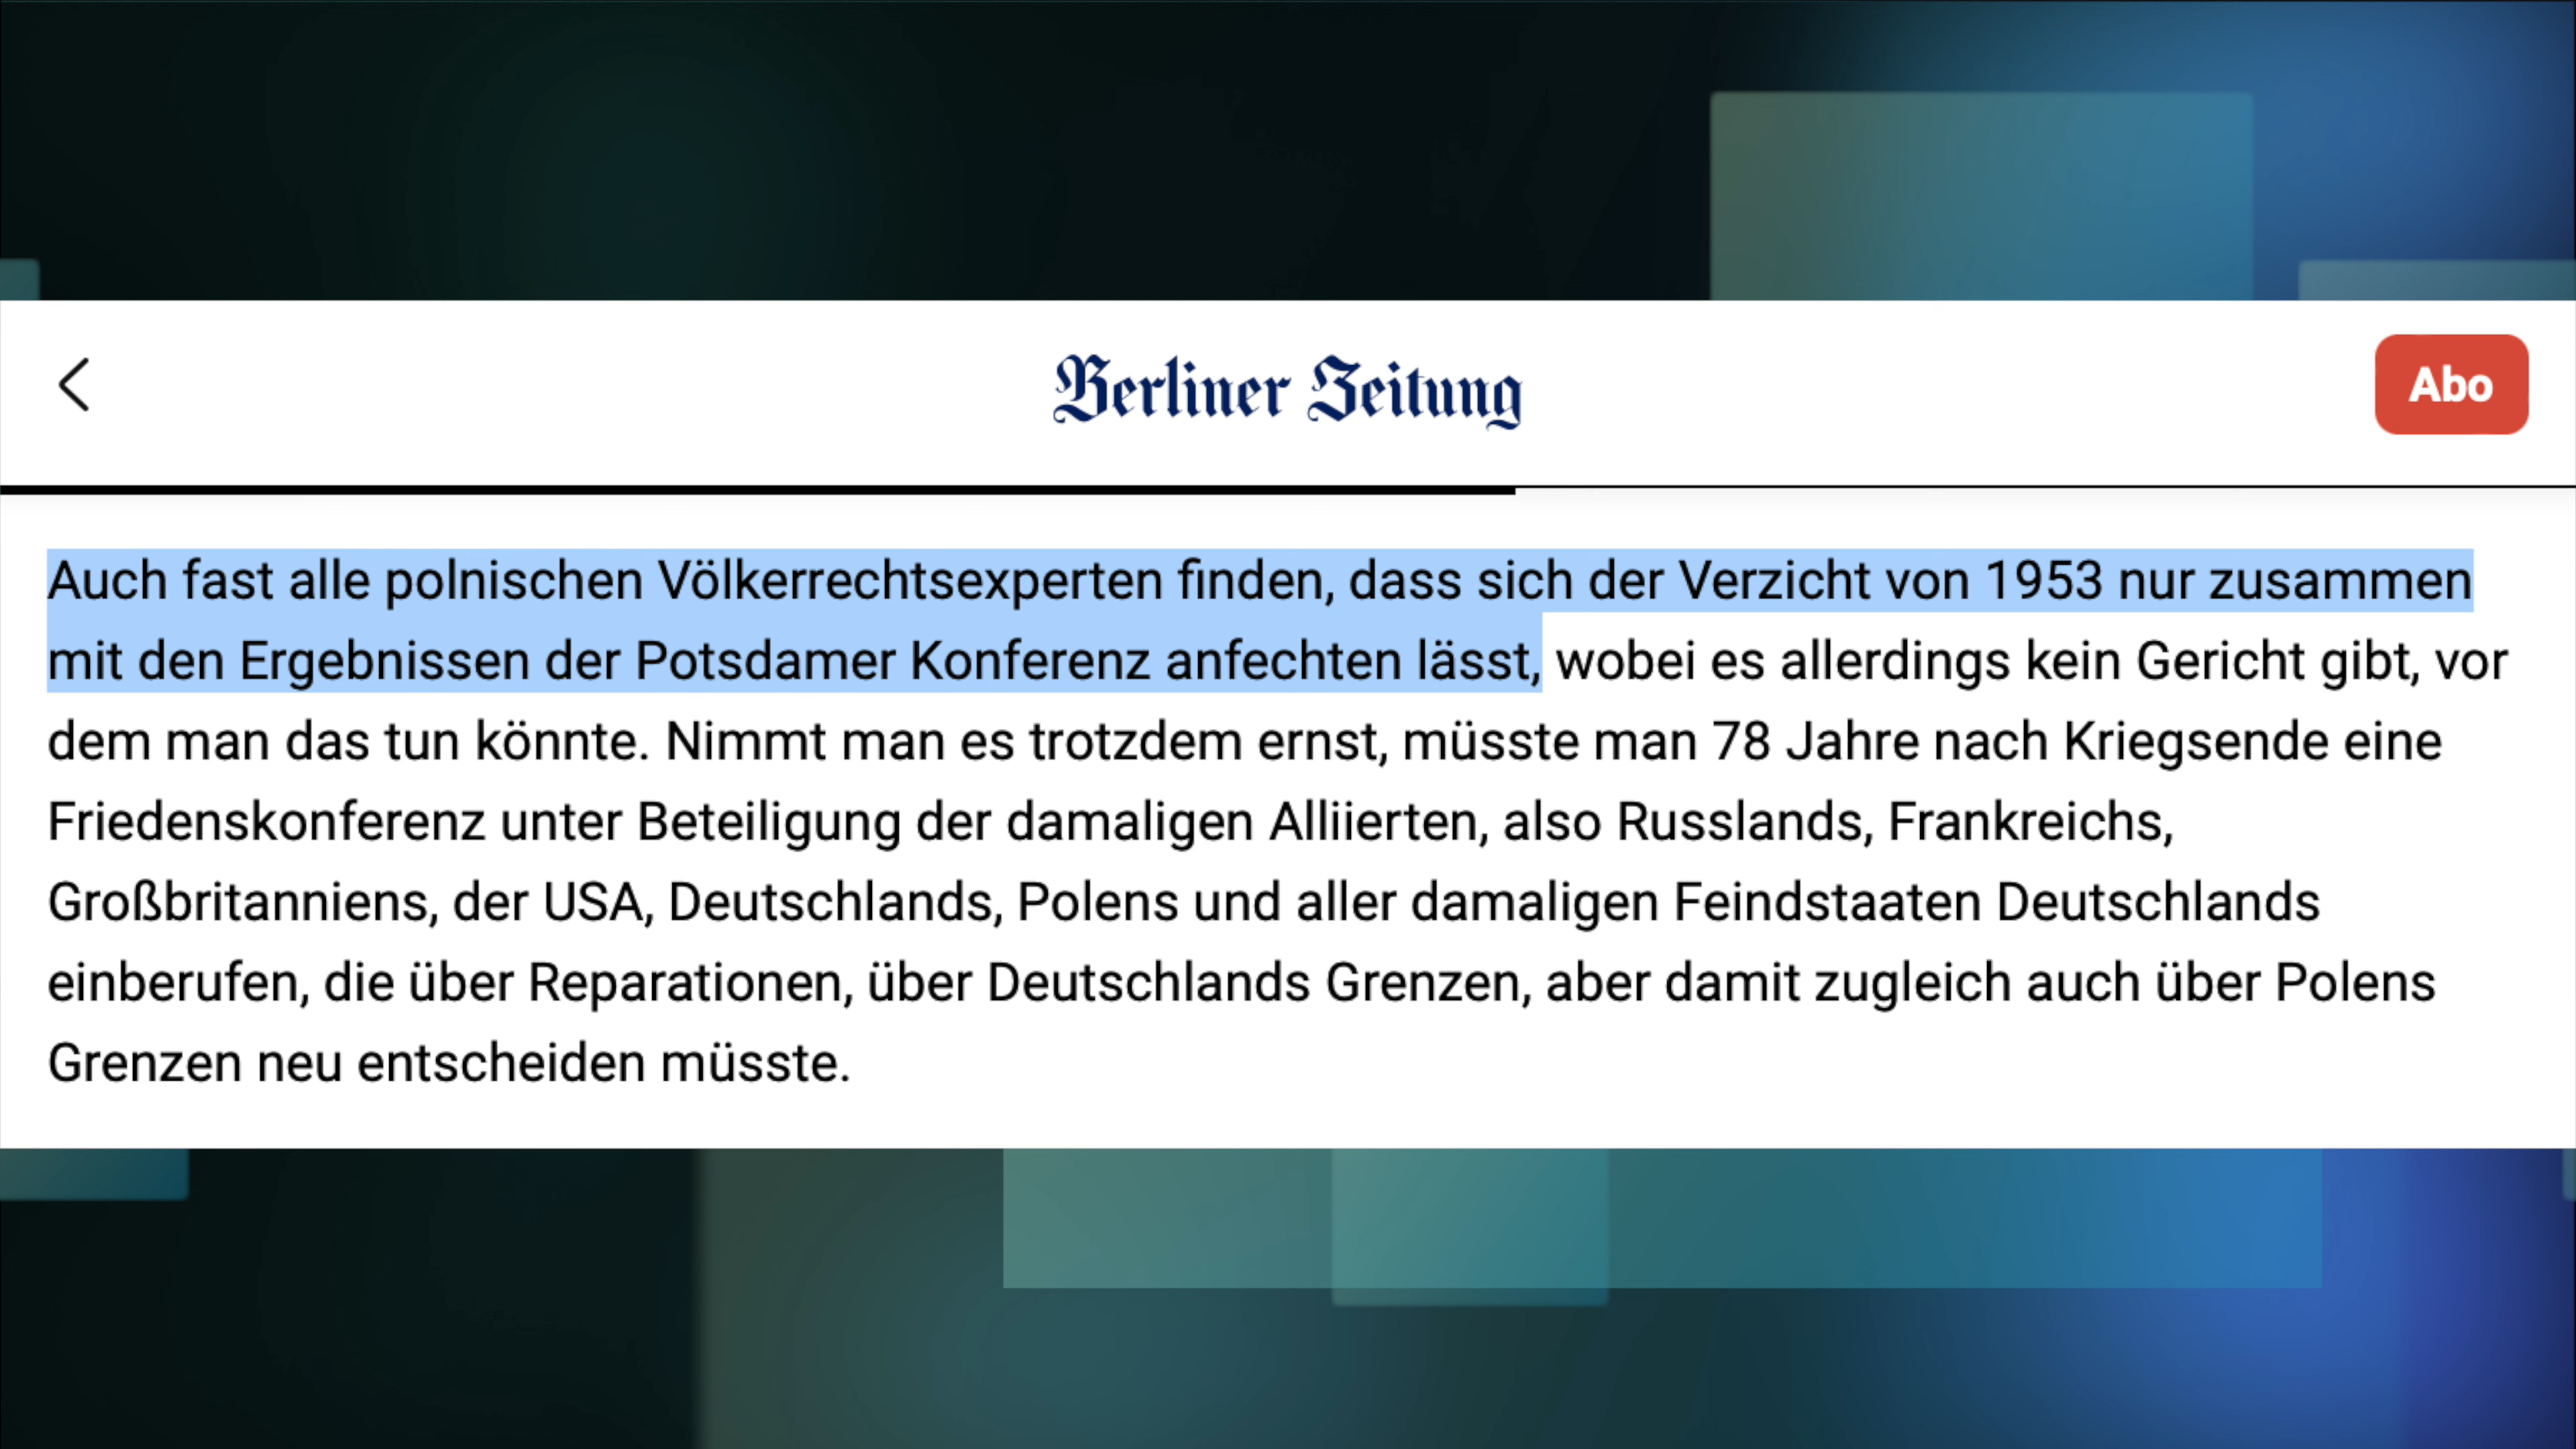 Berliner Zeitung
Abo
Auch fast alle polnischen Völkerrechtsexperten finden, dass sich der Verzicht von 1953 nur zusammen
mit den Ergebnissen der Potsdamer Konferenz anfechten lässt, wobei es allerdings kein Gericht gibt, vor
dem man das tun könnte. Nimmt man es trotzdem ernst, müsste man 78 Jahre nach Kriegsende eine
Friedenskonferenz unter Beteiligung der damaligen Alliierten, also Russlands, Frankreichs,
Großbritanniens, der USA, Deutschlands, Polens und aller damaligen Feindstaaten Deutschlands
einberufen, die über Reparationen, über Deutschlands Grenzen, aber damit zugleich auch über Polens
Grenzen neu entscheiden müsste.